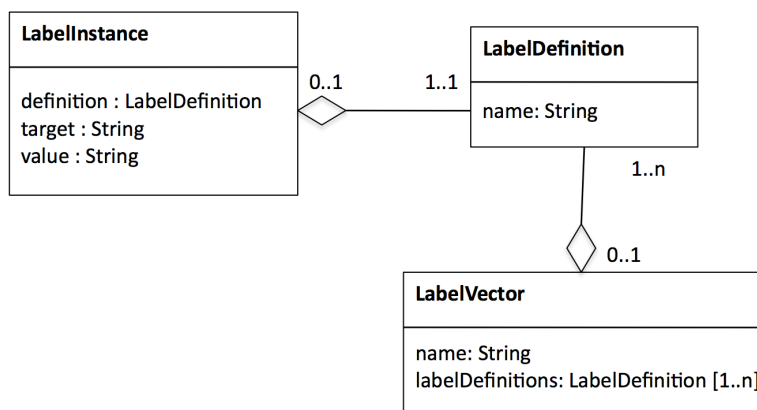 LabelInstance
definition : LabelDefinition
target : String
value : String
0..1
1..1
LabelDefinition
name: String
1..n
0..1
LabelVector
name: String
labelDefinitions: LabelDefinition [1..n]